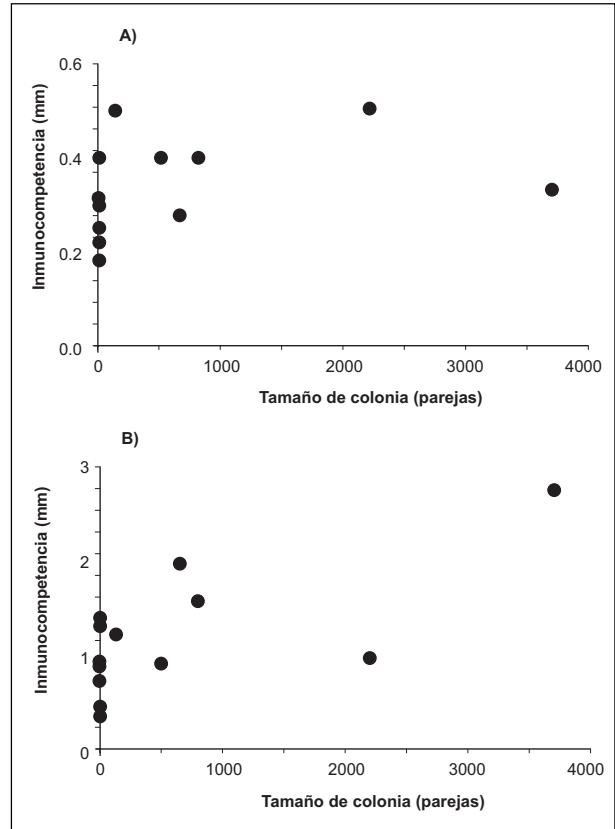 A)
0.6
0.4
0.2
0.0
Inmunocompetencia (mm)
0 1000 2000 3000 4000
Tamaño de colonia (parejas)
B)
3
2
1
0
Inmunocompetencia (mm)
0 1000 2000 3000 4000
Tamaño de colonia (parejas)